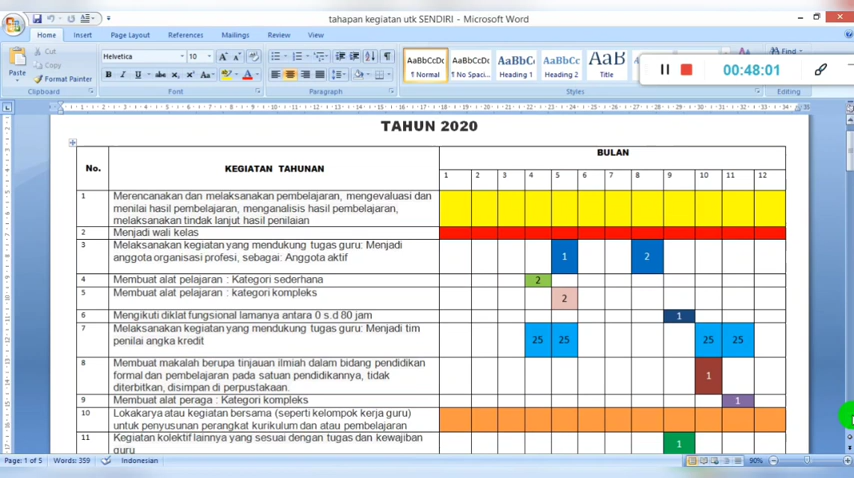 tahapan kegiatan utk SENDIRI - Microsoft Word
Home Insert Page Layout References Mailings Review View
Paste
Cut
Copy
Format Painter
Helvetica 10
AaBbCcDc AaBbCcDc AaBbC AaBbCc AaB
¶ Normal ¶ No Spaci... Heading 1 Heading 2 Title
Find
00:48:01
Clipboard Font Paragraph Styles Editing
TAHUN 2020
No. KEGIATAN TAHUNAN BULAN
1 2 3 4 5 6 7 8 9 10 11 12
1 Merencanakan dan melaksanakan pembelajaran, mengevaluasi dan
menilai hasil pembelajaran, menganalisis hasil pembelajaran,
melaksanakan tindak lanjut hasil penilaian
2 Menjadi wali kelas
3 Melaksanakan kegiatan yang mendukung tugas guru: Menjadi
anggota organisasi profesi, sebagai: Anggota aktif 1 2
4 Membuat alat pelajaran : Kategori sederhana 2
5 Membuat alat pelajaran : kategori kompleks 2
6 Mengikuti diklat fungsional lamanya antara 0 s.d 80 jam 1
7 Melaksanakan kegiatan yang mendukung tugas guru: Menjadi tim
penilai angka kredit 25 25 25 25
8 Membuat makalah berupa tinjauan ilmiah dalam bidang pendidikan
formal dan pembelajaran pada satuan pendidikannya, tidak
diterbitkan, disimpan di perpustakaan. 1
9 Membuat alat peraga : Kategori kompleks 1
10 Lokakarya atau kegiatan bersama (seperti kelompok kerja guru)
untuk penyusunan perangkat kurikulum dan atau pembelajaran
11 Kegiatan kolektif lainnya yang sesuai dengan tugas dan kewajiban
guru 1
Page: 1 of 5 Words: 359 Indonesian 90%